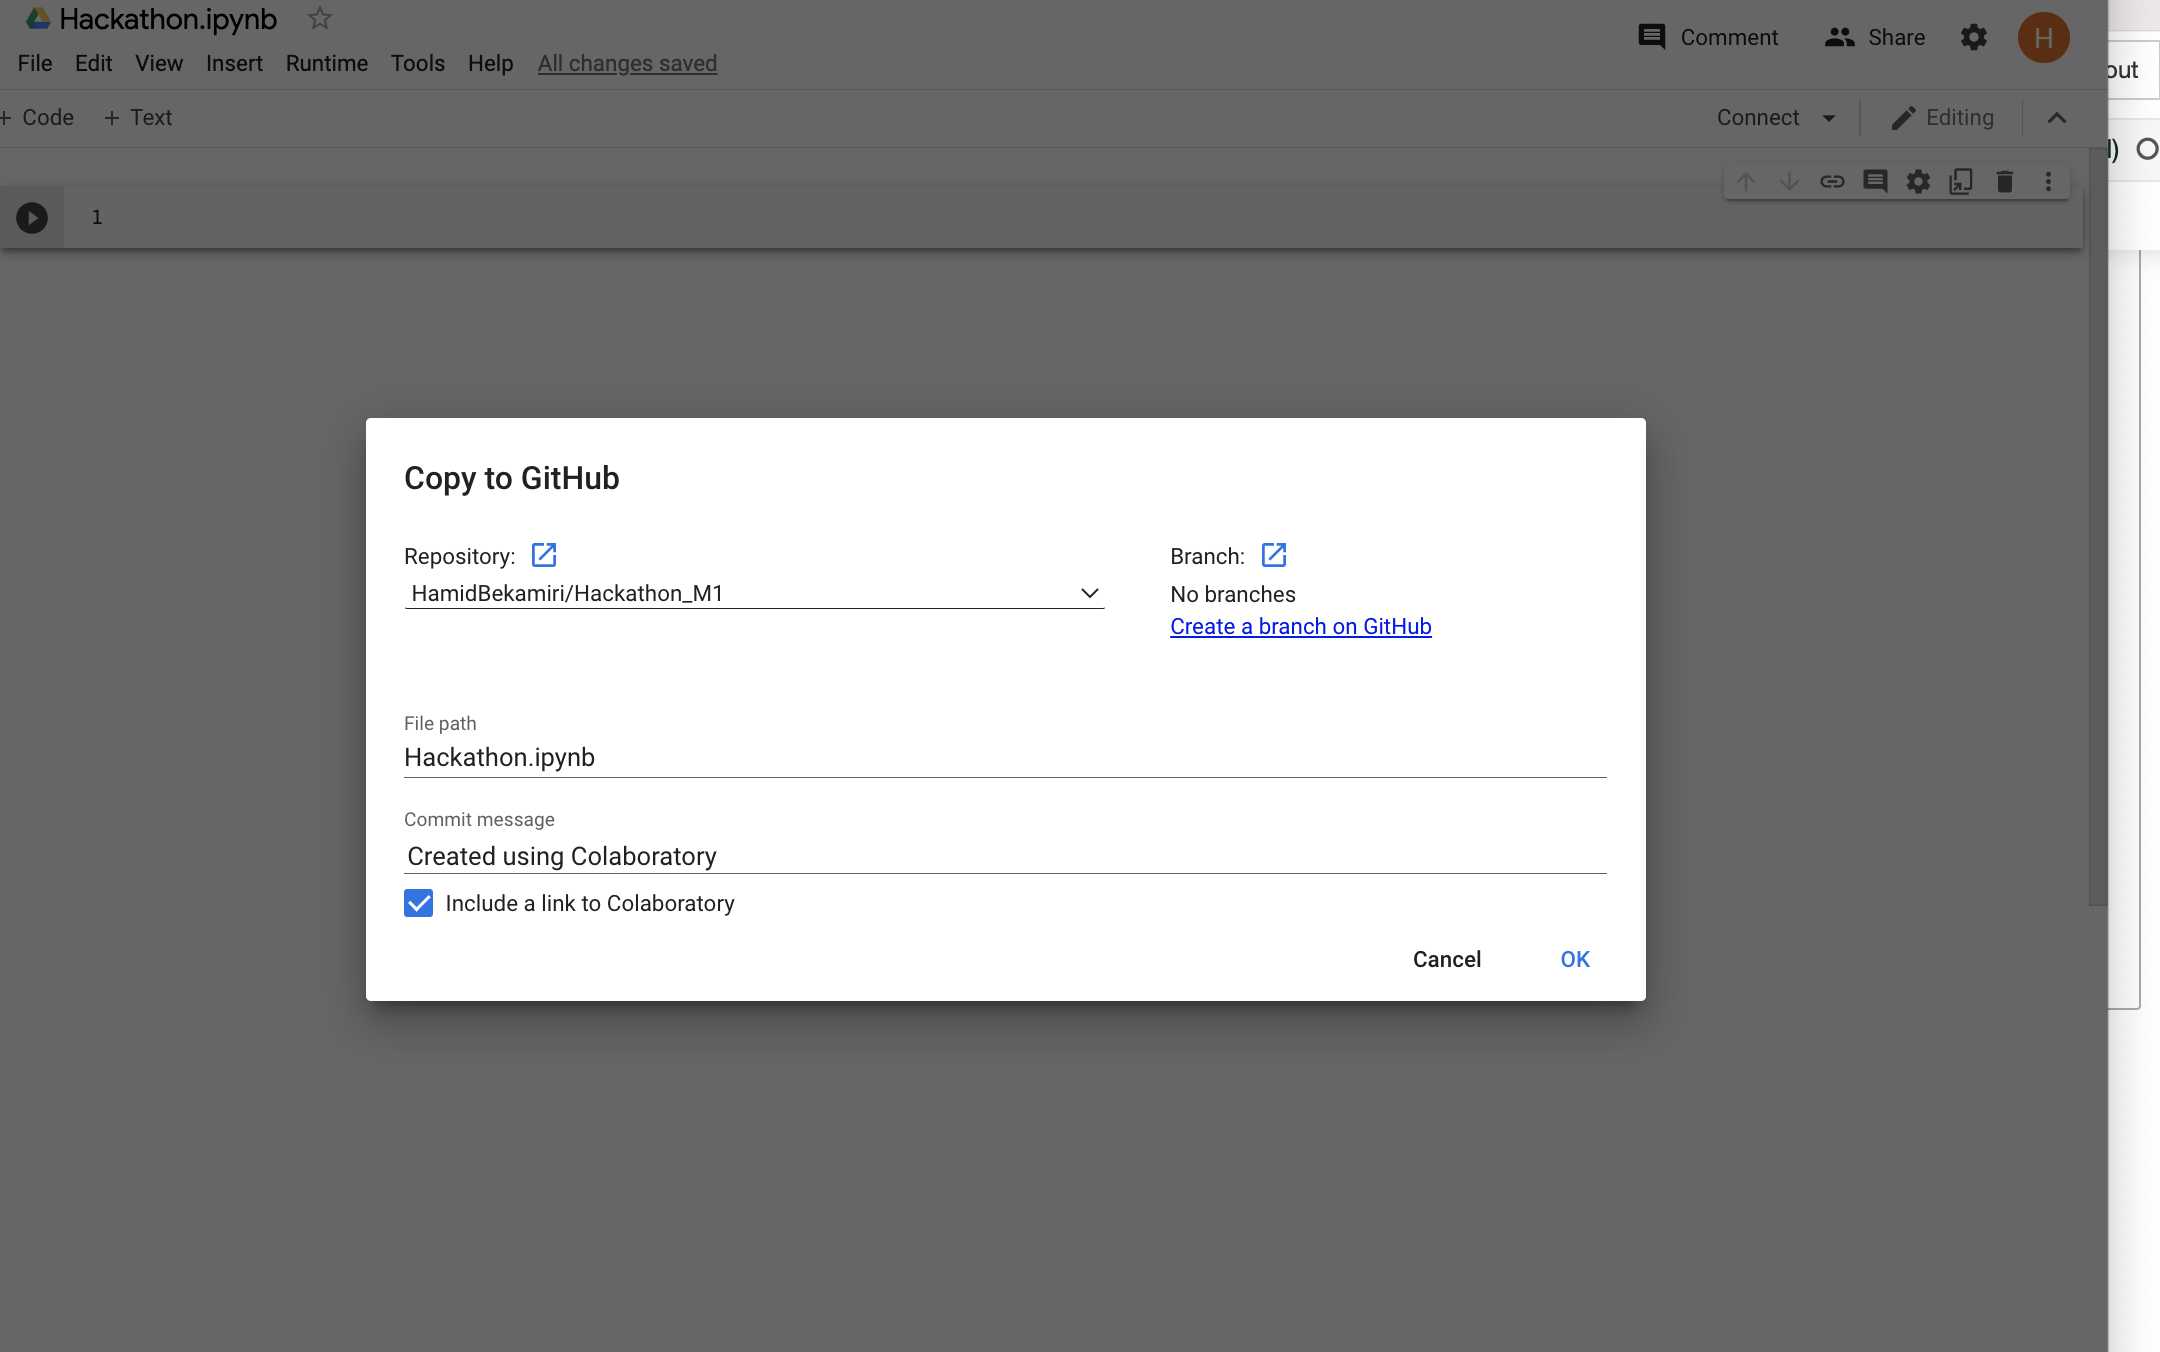 Hackathon.ipynb
Comment Share H
File Edit View Insert Runtime Tools Help All changes saved
out
+ Code + Text Connect Editing
1
Copy to GitHub
Repository: Branch:
HamidBekamiri/Hackathon_M1 No branches
Create a branch on GitHub
File path
Hackathon.ipynb
Commit message
Created using Colaboratory
Include a link to Colaboratory
Cancel OK